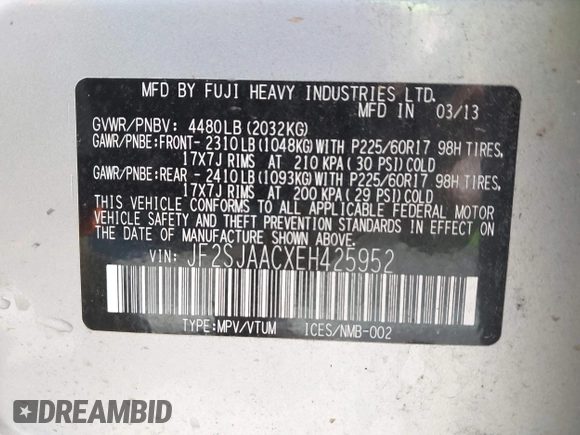 MFD BY FUJI HEAVY INDUSTRIES LTD.
MFD IN 03/13
GVWR/PNBV: 4480LB (2032KG)
GAWR/PNBE:FRONT- 2310LB (1048KG) WITH P225/60R17 98H TIRES,
17X7J RIMS AT 210 KPA (30 PSI) COLD
GAWR/PNBE:REAR - 2410LB (1093KG) WITH P225/60R17 98H TIRES,
17X7J RIMS AT 200 KPA (29 PSI) COLD
THIS VEHICLE CONFORMS TO ALL APPLICABLE FEDERAL MOTOR
VEHICLE SAFETY AND THEFT PREVENTION STANDARDS IN EFFECT
ON THE DATE OF MANUFACTURE SHOWN ABOVE.
VIN: JF2SJAACXEH425952
TYPE:MPV/VTUM ICES/NMB-002
DREAMBID